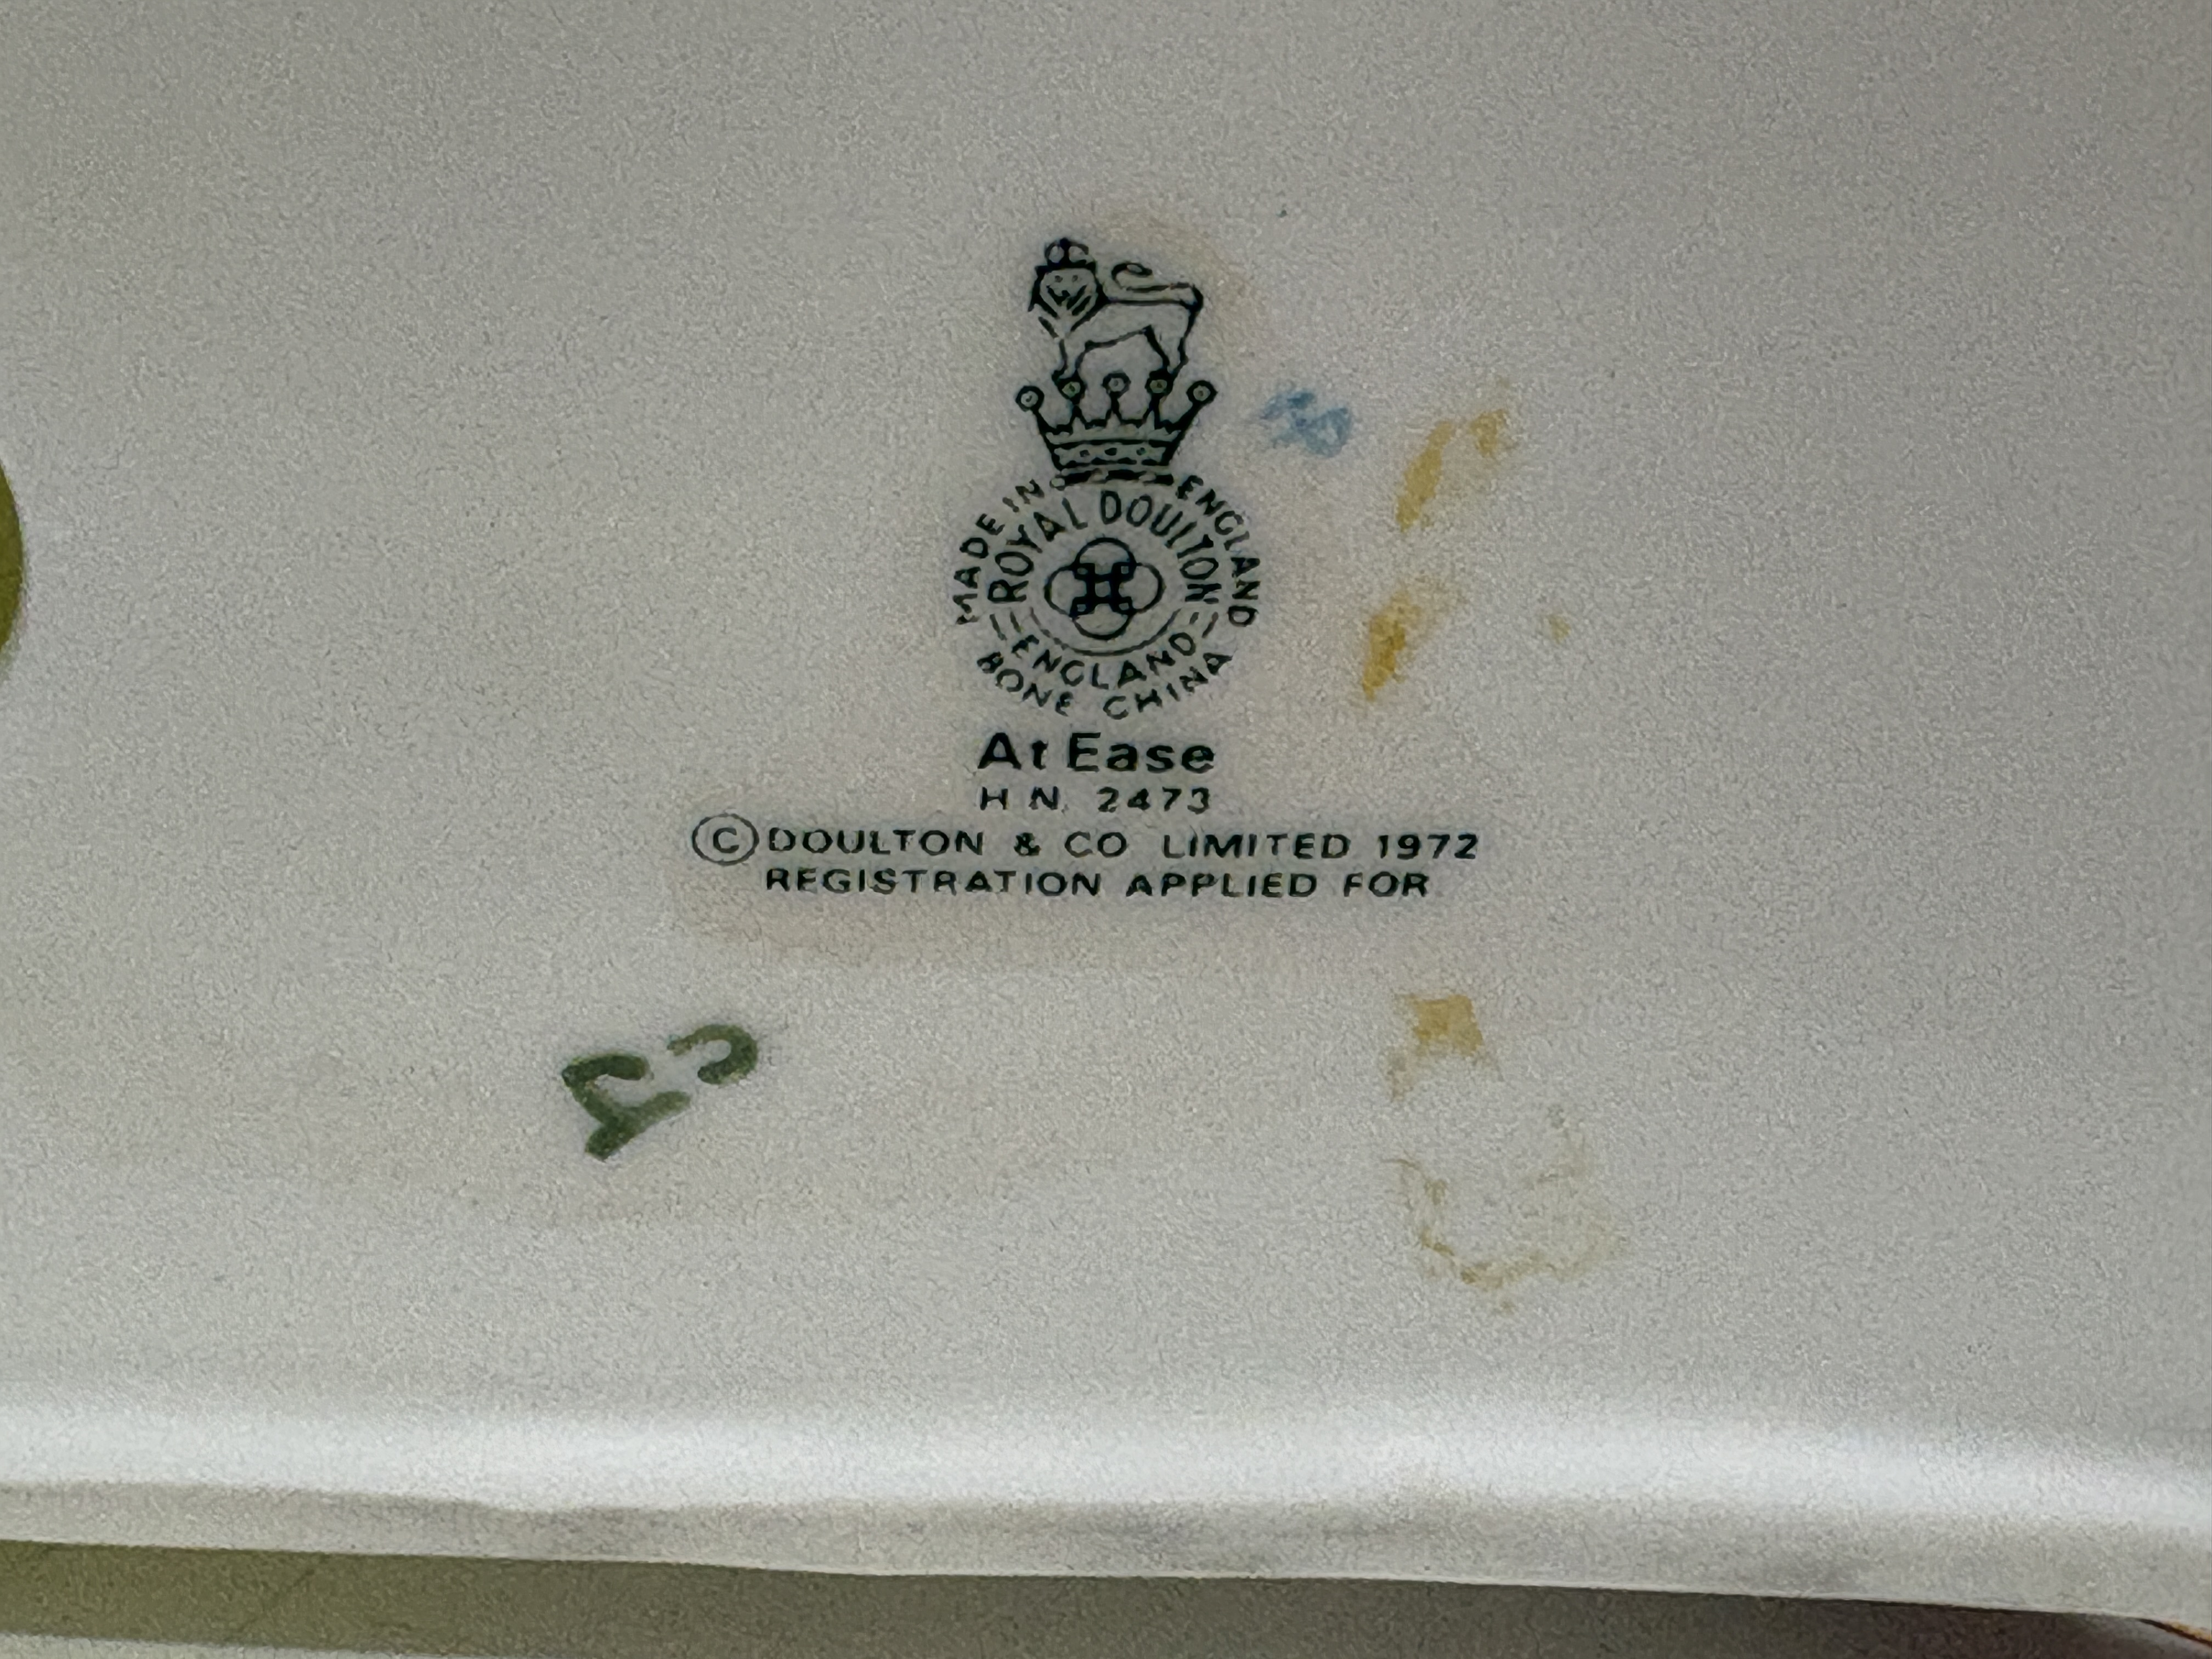 MADE IN ENGLAND
ROYAL DOULTON
ENGLAND
BONE CHINA
At Ease
H N. 2473
© DOULTON & CO LIMITED 1972
REGISTRATION APPLIED FOR